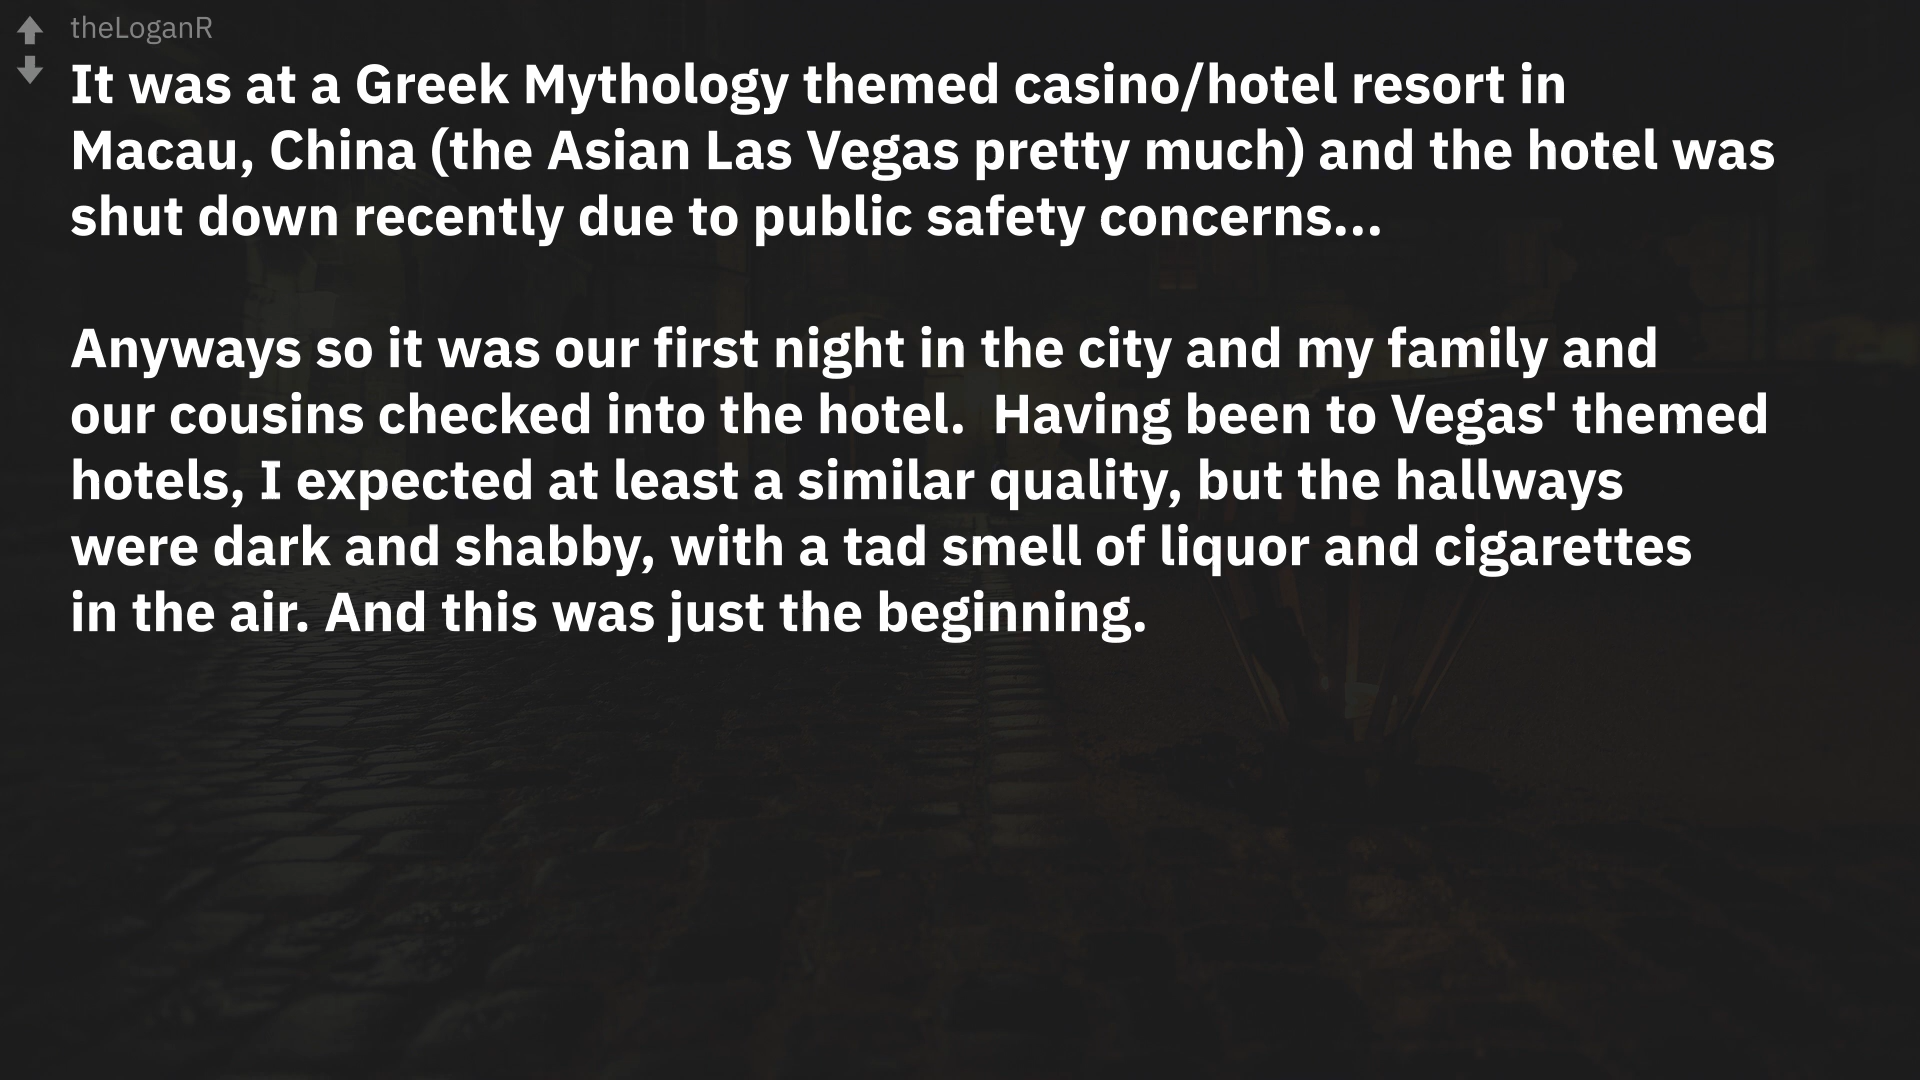 theLoganR
It was at a Greek Mythology themed casino/hotel resort in
Macau, China (the Asian Las Vegas pretty much) and the hotel was
shut down recently due to public safety concerns...
Anyways so it was our first night in the city and my family and
our cousins checked into the hotel.  Having been to Vegas' themed
hotels, I expected at least a similar quality, but the hallways
were dark and shabby, with a tad smell of liquor and cigarettes
in the air. And this was just the beginning.